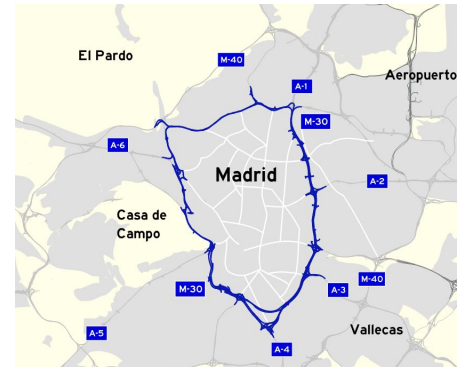 El Pardo
M-40
A-1
Aeropuerto
M-30
A-6
Madrid
A-2
Casa de
Campo
M-40
M-30
A-3
Vallecas
A-5
A-4